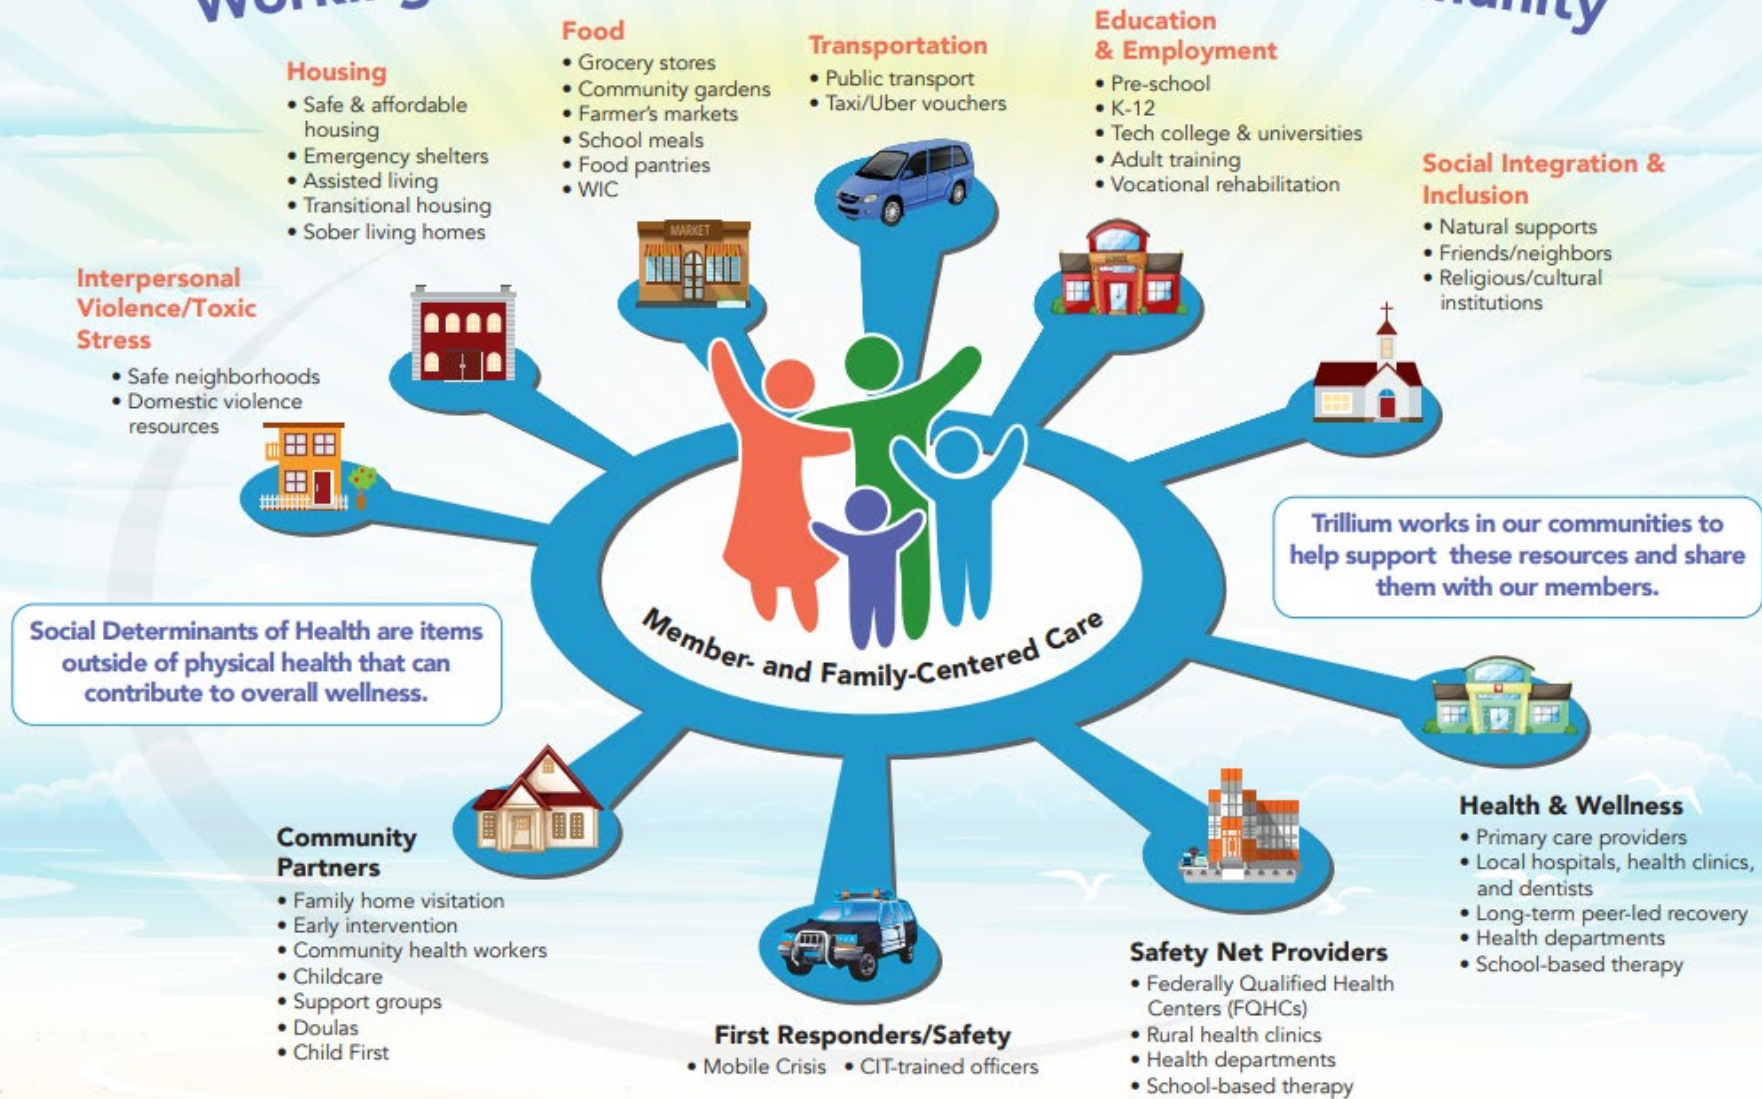 Working
Food
• Grocery stores
• Community gardens
• Farmer's markets
• School meals
• Food pantries
• WIC
Transportation
• Public transport
• Taxi/Uber vouchers
Education
& Employment
• Pre-school
• K-12
• Tech college & universities
• Adult training
• Vocational rehabilitation
Housing
• Safe & affordable
housing
• Emergency shelters
• Assisted living
• Transitional housing
• Sober living homes
Social Integration &
Inclusion
• Natural supports
• Friends/neighbors
• Religious/cultural
institutions
Interpersonal
Violence/Toxic
Stress
• Safe neighborhoods
• Domestic violence
resources
MARKET
Trillium works in our communities to
help support these resources and share
them with our members.
Social Determinants of Health are items
outside of physical health that can
contribute to overall wellness.
Member- and Family-Centered Care
Community
Partners
• Family home visitation
• Early intervention
• Community health workers
• Childcare
• Support groups
• Doulas
• Child First
First Responders/Safety
• Mobile Crisis • CIT-trained officers
Safety Net Providers
• Federally Qualified Health
Centers (FQHCs)
• Rural health clinics
• Health departments
• School-based therapy
Health & Wellness
• Primary care providers
• Local hospitals, health clinics,
and dentists
• Long-term peer-led recovery
• Health departments
• School-based therapy